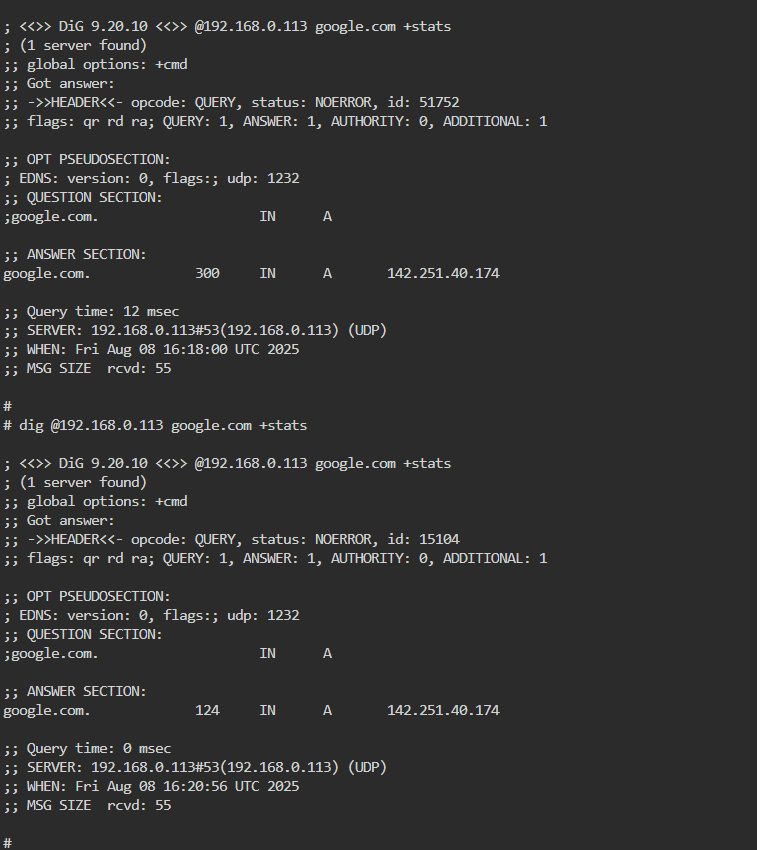 ; <<>> DiG 9.20.10 <<>> @192.168.0.113 google.com +stats
; (1 server found)
;; global options: +cmd
;; Got answer:
;; ->>HEADER<<- opcode: QUERY, status: NOERROR, id: 51752
;; flags: qr rd ra; QUERY: 1, ANSWER: 1, AUTHORITY: 0, ADDITIONAL: 1

;; OPT PSEUDOSECTION:
; EDNS: version: 0, flags:; udp: 1232
;; QUESTION SECTION:
;google.com.                    IN      A

;; ANSWER SECTION:
google.com.             300     IN      A       142.251.40.174

;; Query time: 12 msec
;; SERVER: 192.168.0.113#53(192.168.0.113) (UDP)
;; WHEN: Fri Aug 08 16:18:00 UTC 2025
;; MSG SIZE  rcvd: 55

#
# dig @192.168.0.113 google.com +stats

; <<>> DiG 9.20.10 <<>> @192.168.0.113 google.com +stats
; (1 server found)
;; global options: +cmd
;; Got answer:
;; ->>HEADER<<- opcode: QUERY, status: NOERROR, id: 15104
;; flags: qr rd ra; QUERY: 1, ANSWER: 1, AUTHORITY: 0, ADDITIONAL: 1

;; OPT PSEUDOSECTION:
; EDNS: version: 0, flags:; udp: 1232
;; QUESTION SECTION:
;google.com.                    IN      A

;; ANSWER SECTION:
google.com.             124     IN      A       142.251.40.174

;; Query time: 0 msec
;; SERVER: 192.168.0.113#53(192.168.0.113) (UDP)
;; WHEN: Fri Aug 08 16:20:56 UTC 2025
;; MSG SIZE  rcvd: 55

#